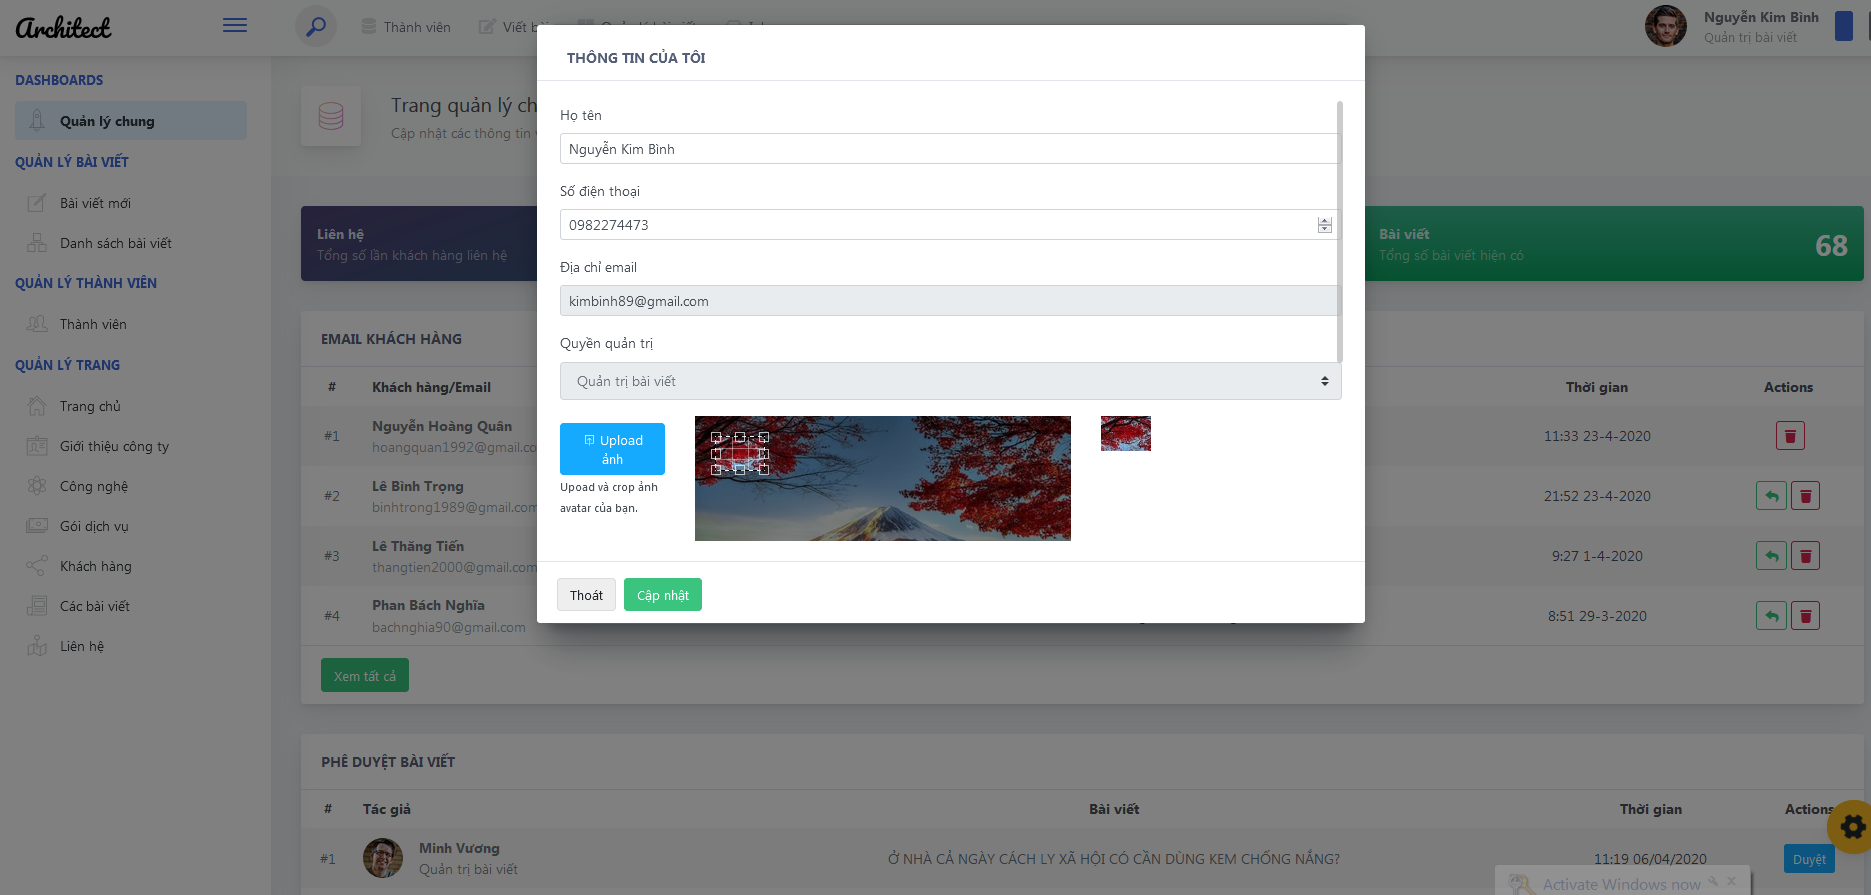 Architect
Thành viên
Viết
Nguyễn Kim Bình
Quản trị bài viết
DASHBOARDS
Quản lý chung
QUẢN LÝ BÀI VIẾT
Bài viết mới
Danh sách bài viết
QUẢN LÝ THÀNH VIÊN
Thành viên
QUẢN LÝ TRANG
Trang chủ
Giới thiệu công ty
Công nghệ
Gói dịch vụ
Khách hàng
Các bài viết
Liên hệ
Trang quản lý
Cập nhật các thông tin
Liên hệ
Tổng số lần khách hàng liên hệ
Bài viết
Tổng số bài viết hiện có
68
THÔNG TIN CỦA TÔI
Họ tên
Nguyễn Kim Bình
Số điện thoại
0982274473
Địa chỉ email
kimbinh89@gmail.com
Quyền quản trị
Quản trị bài viết
Upload
ảnh
Upoad và crop ảnh
avatar của bạn.
Thoát
Cập nhật
EMAIL KHÁCH HÀNG
# Khách hàng/Email Thời gian Actions
#1 Nguyễn Hoàng Quân 11:33 23-4-2020
hoangquan1992@gmail.co
#2 Lê Bình Trọng 21:52 23-4-2020
binhtrong1989@gmail.com
#3 Lê Thăng Tiến 9:27 1-4-2020
thangtien2000@gmail.com
#4 Phan Bách Nghĩa 8:51 29-3-2020
bachnghia90@gmail.com
Xem tất cả
PHÊ DUYỆT BÀI VIẾT
# Tác giả Bài viết Thời gian Actions
#1 Minh Vương Ở NHÀ CẢ NGÀY CÁCH LY XÃ HỘI CÓ CẦN DÙNG KEM CHỐNG NẮNG? 11:19 06/04/2020 Duyệt
Quản trị bài viết
Activate Windows now